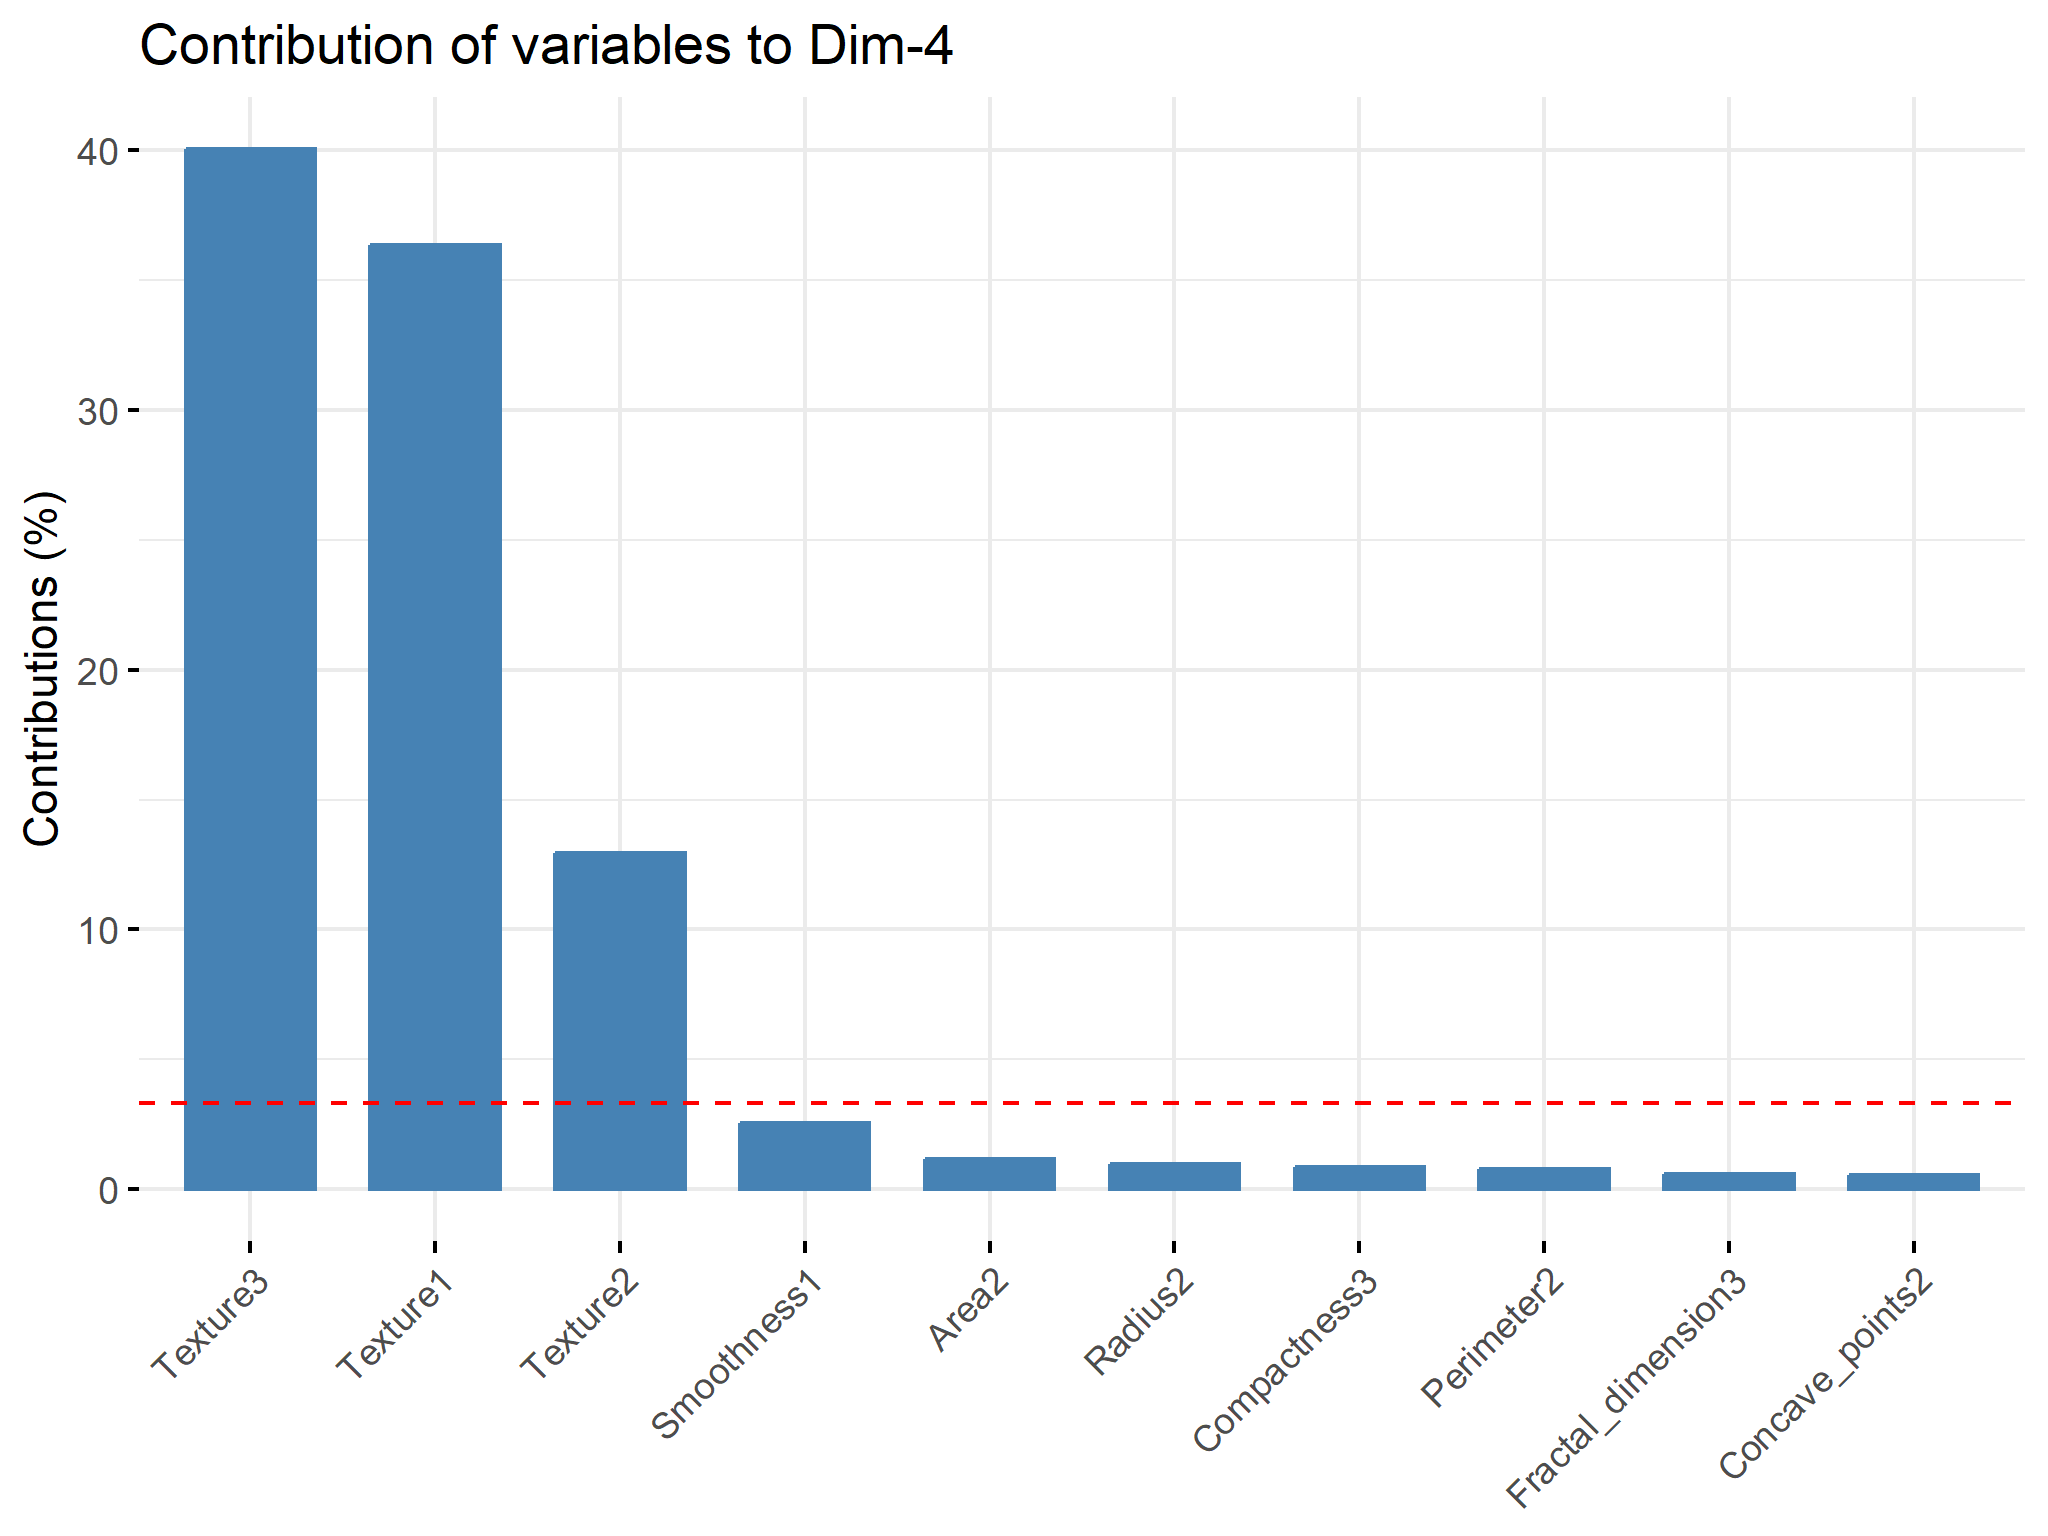 Contribution of variables to Dim-4
Contributions (%)
40
30
20
10
0
Texture3
Texture1
Texture2
Smoothness1
Area2
Radius2
Compactness3
Perimeter2
Fractal_dimension3
Concave_points2